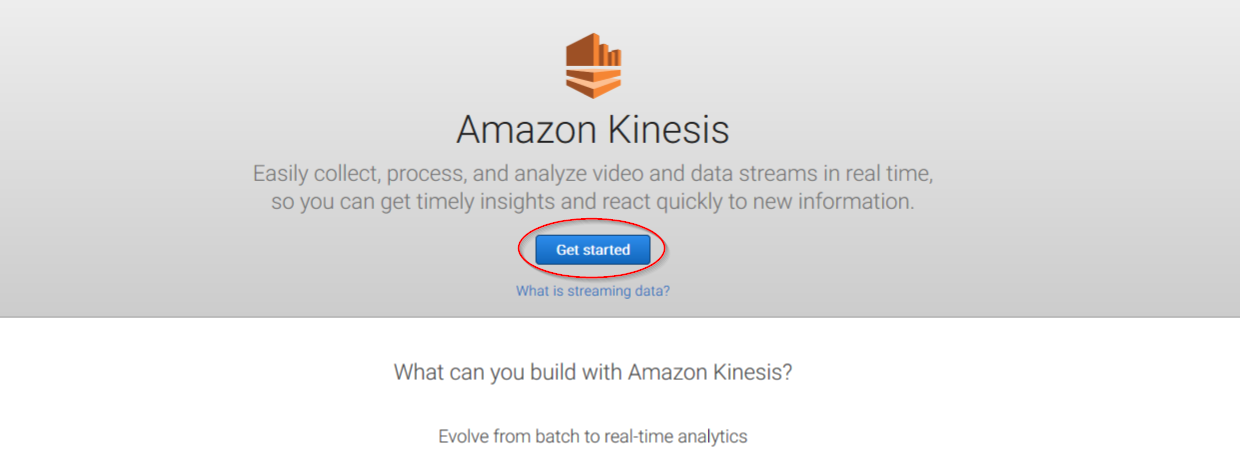 Amazon Kinesis
Easily collect, process, and analyze video and data streams in real time,
so you can get timely insights and react quickly to new information.
Get started
What is streaming data?
What can you build with Amazon Kinesis?
Evolve from batch to real-time analytics